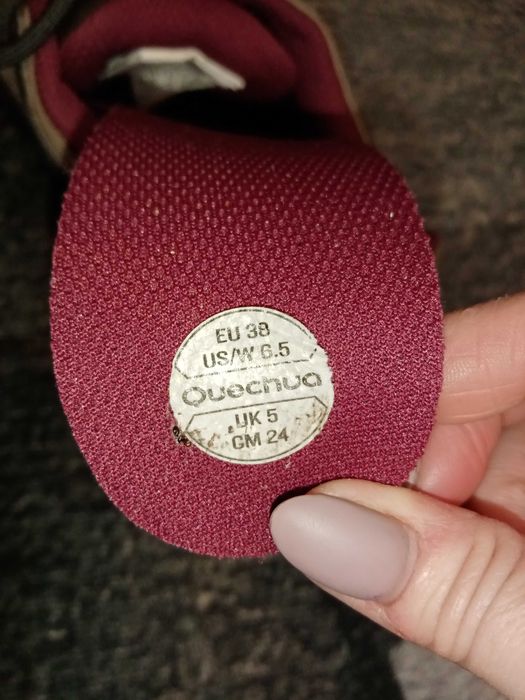 EU 38
US/W 6.5
Quechua
UK 5
CM 24